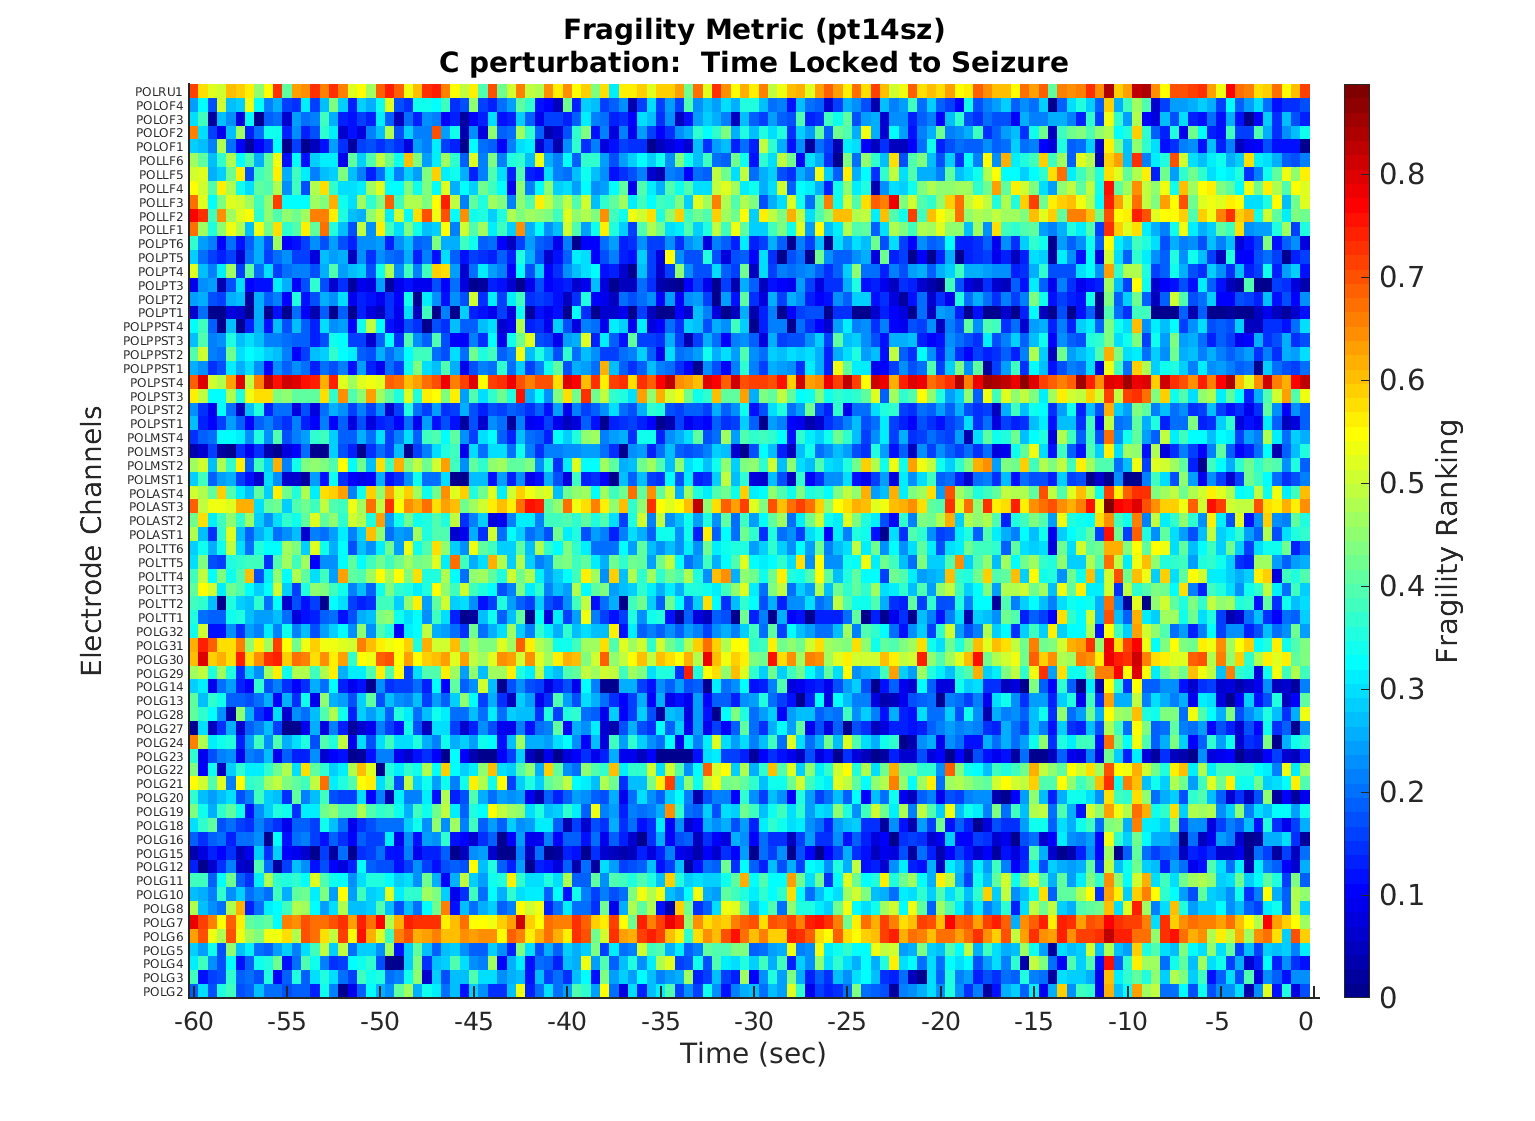 Fragility Metric (pt14sz)
C perturbation:  Time Locked to Seizure
POLRU1
POLOF4
POLOF3
POLOF2
POLOF1
POLLF6
POLLF5
POLLF4
POLLF3
POLLF2
POLLF1
POLPT6
POLPT5
POLPT4
POLPT3
POLPT2
POLPT1
POLPPST4
POLPPST3
POLPPST2
POLPPST1
POLPST4
POLPST3
POLPST2
POLPST1
POLMST4
POLMST3
POLMST2
POLMST1
POLAST4
POLAST3
POLAST2
POLAST1
POLTT6
POLTT5
POLTT4
POLTT3
POLTT2
POLTT1
POLG32
POLG31
POLG30
POLG29
POLG14
POLG13
POLG28
POLG27
POLG24
POLG23
POLG22
POLG21
POLG20
POLG19
POLG18
POLG16
POLG15
POLG12
POLG11
POLG10
POLG8
POLG7
POLG6
POLG5
POLG4
POLG3
POLG2
Electrode Channels
-60 -55 -50 -45 -40 -35 -30 -25 -20 -15 -10 -5 0
Time (sec)
0.8
0.7
0.6
0.5
0.4
0.3
0.2
0.1
0
Fragility Ranking